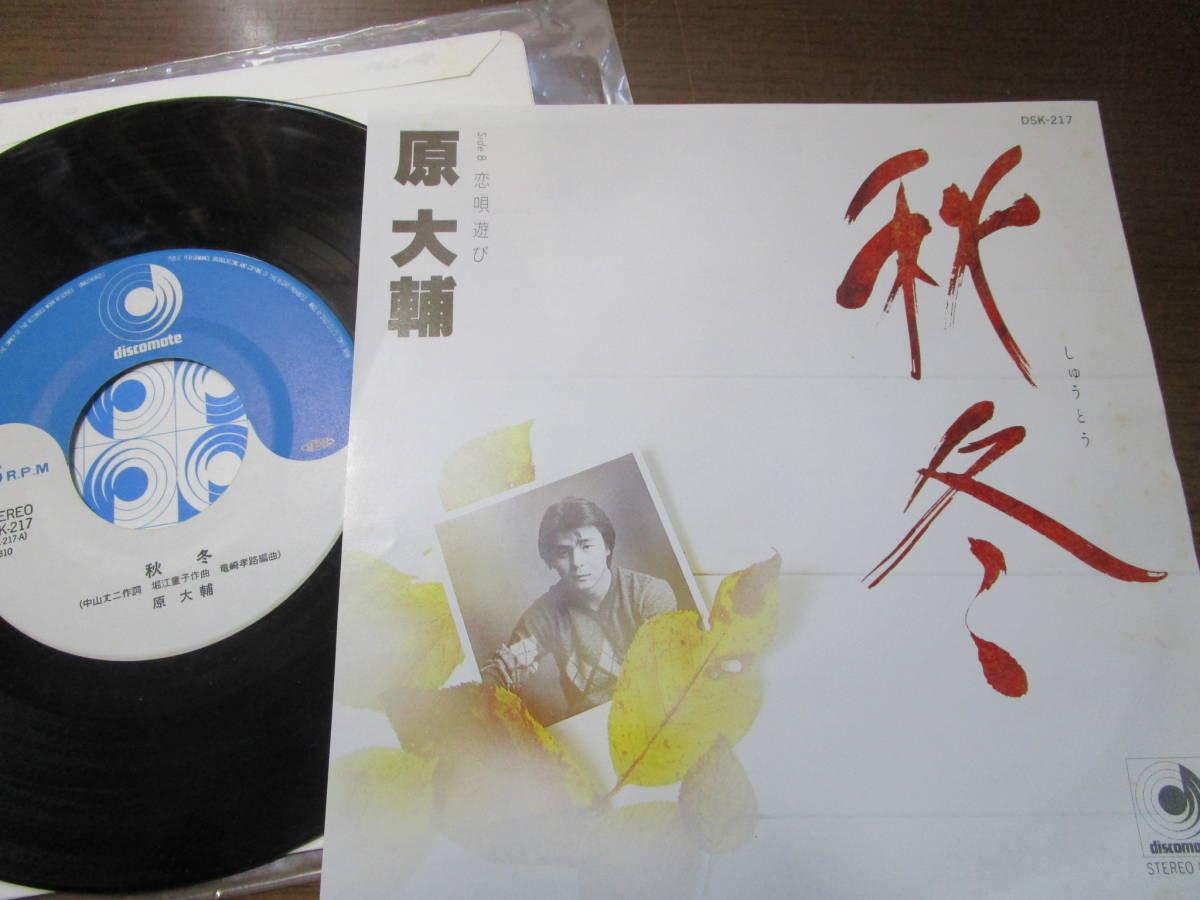 DSK-217
秋冬
しゅうとう
原大輔
Side B 恋唄遊び
discomate
STEREO
discomate
R.P.M
217-A)
秋 冬
(中山丈二作詞 堀江童子作曲 竜崎孝路編曲)
原 大 輔